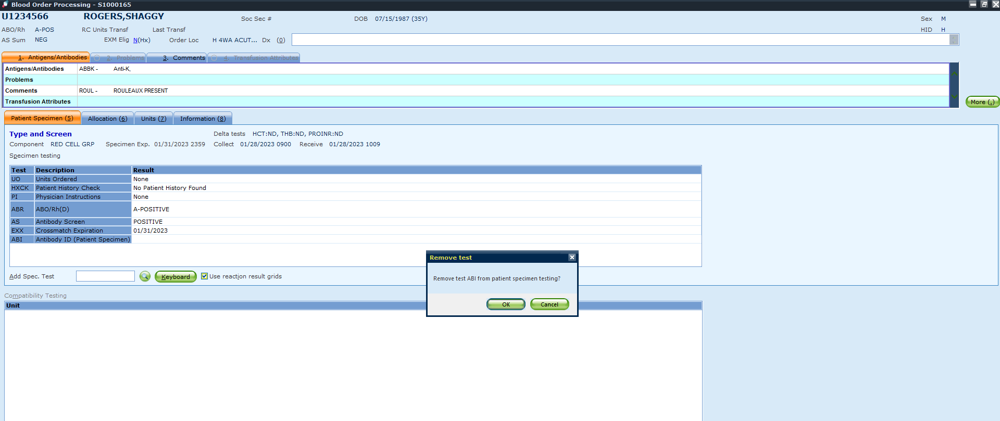 Blood Order Processing - S1000165
U1234566 ROGERS,SHAGGY Soc Sec # DOB 07/15/1987 (35Y) Sex M
ABO/Rh A-POS RC Units Transf Last Transf HID H
AS Sum NEG EXM Elig N(Hx) Order Loc H 4WA ACUT... Dx (0)
1. Antigens/Antibodies 2. Problems 3. Comments 4. Transfusion Attributes
Antigens/Antibodies ABBK - Anti-K,
Problems
Comments ROUL - ROULEAUX PRESENT
Transfusion Attributes
More (.)
Patient Specimen (5) Allocation (6) Units (7) Information (8)
Type and Screen Delta tests HCT:ND, THB:ND, PROINR:ND
Component RED CELL GRP Specimen Exp. 01/31/2023 2359 Collect 01/28/2023 0900 Receive 01/28/2023 1009
Specimen testing
Test Description Result
UO Units Ordered None
HXCK Patient History Check No Patient History Found
PI Physician Instructions None
ABR ABO/Rh(D) A-POSITIVE
AS Antibody Screen POSITIVE
EXX Crossmatch Expiration 01/31/2023
ABI Antibody ID (Patient Specimen)
Remove test
Remove test ABI from patient specimen testing?
OK Cancel
Add Spec. Test Keyboard Use reaction result grids
Compatibility Testing
Unit